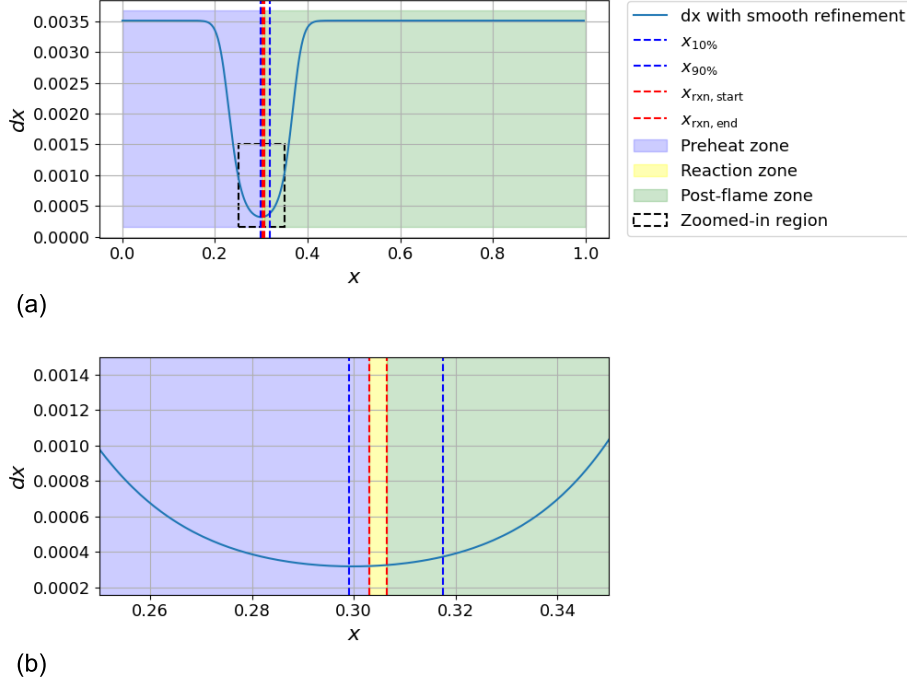 0.0035
0.0030
0.0025
0.0020
0.0015
0.0010
0.0005
0.0000
dx
0.0 0.2 0.4 0.6 0.8 1.0
x
dx with smooth refinement
x10%
x90%
xrxn, start
xrxn, end
Preheat zone
Reaction zone
Post-flame zone
Zoomed-in region
(a)
0.0014
0.0012
0.0010
0.0008
0.0006
0.0004
0.0002
dx
0.26 0.28 0.30 0.32 0.34
x
(b)